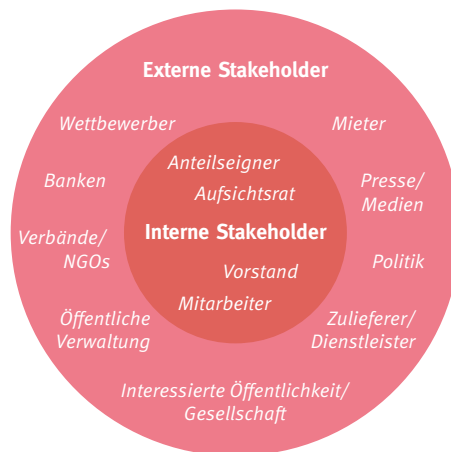 Externe Stakeholder
Wettbewerber
Mieter
Anteilseigner
Banken
Presse/
Medien
Aufsichtsrat
Verbände/
NGOs
Interne Stakeholder
Politik
Vorstand
Mitarbeiter
Öffentliche
Verwaltung
Zulieferer/
Dienstleister
Interessierte Öffentlichkeit/
Gesellschaft